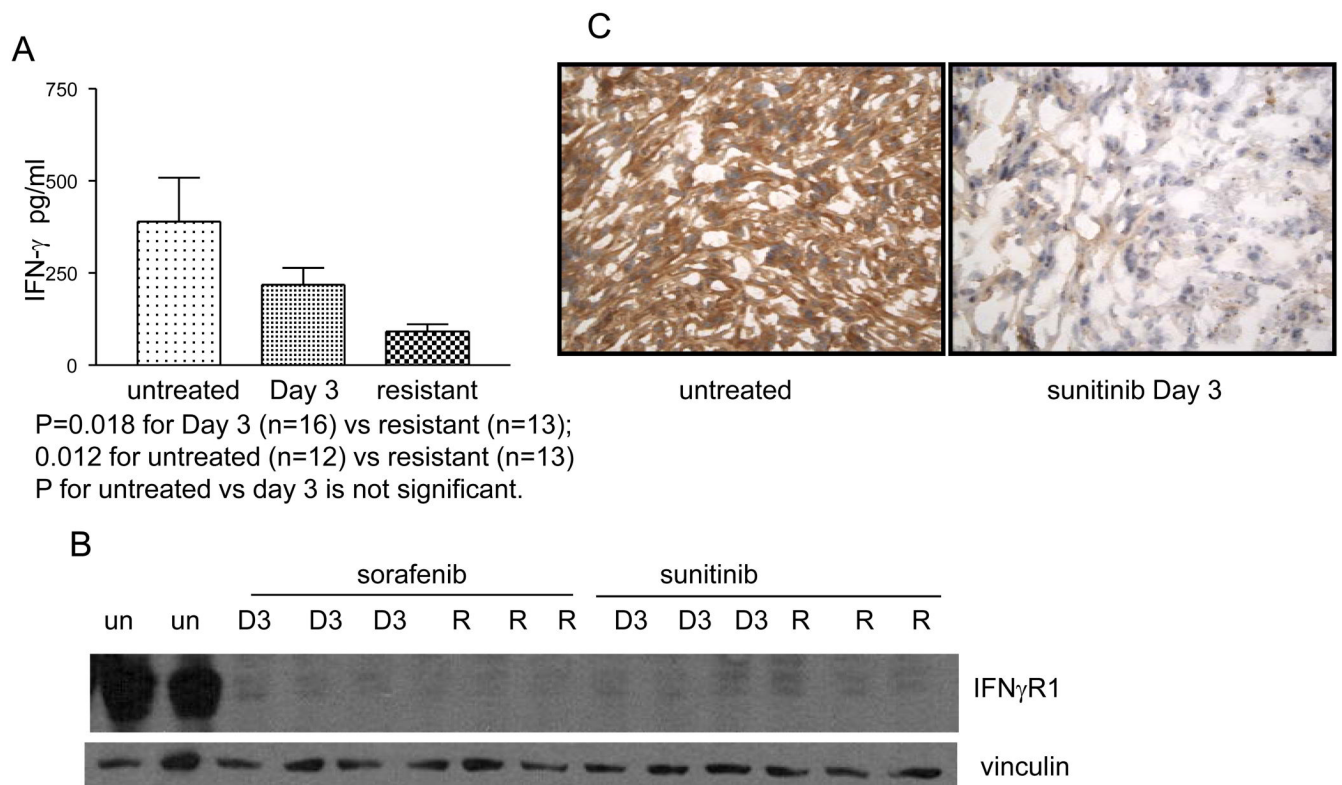 A
750
500
250
0
IFN-γ pg/ml
untreated Day 3 resistant
P=0.018 for Day 3 (n=16) vs resistant (n=13);
0.012 for untreated (n=12) vs resistant (n=13)
P for untreated vs day 3 is not significant.
C
untreated sunitinib Day 3
B
sorafenib sunitinib
un un D3 D3 D3 R R R D3 D3 D3 R R R
IFNγR1
vinculin